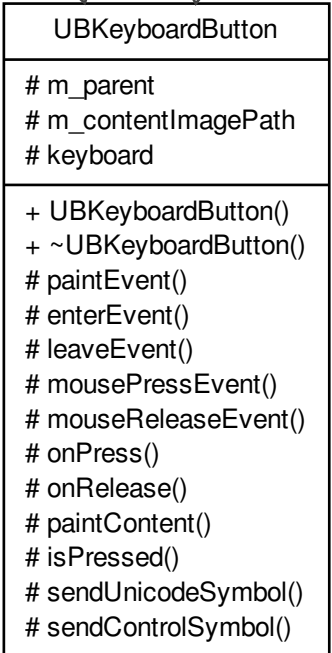 UBKeyboardButton
# m_parent
# m_contentImagePath
# keyboard
+ UBKeyboardButton()
+ ~UBKeyboardButton()
# paintEvent()
# enterEvent()
# leaveEvent()
# mousePressEvent()
# mouseReleaseEvent()
# onPress()
# onRelease()
# paintContent()
# isPressed()
# sendUnicodeSymbol()
# sendControlSymbol()